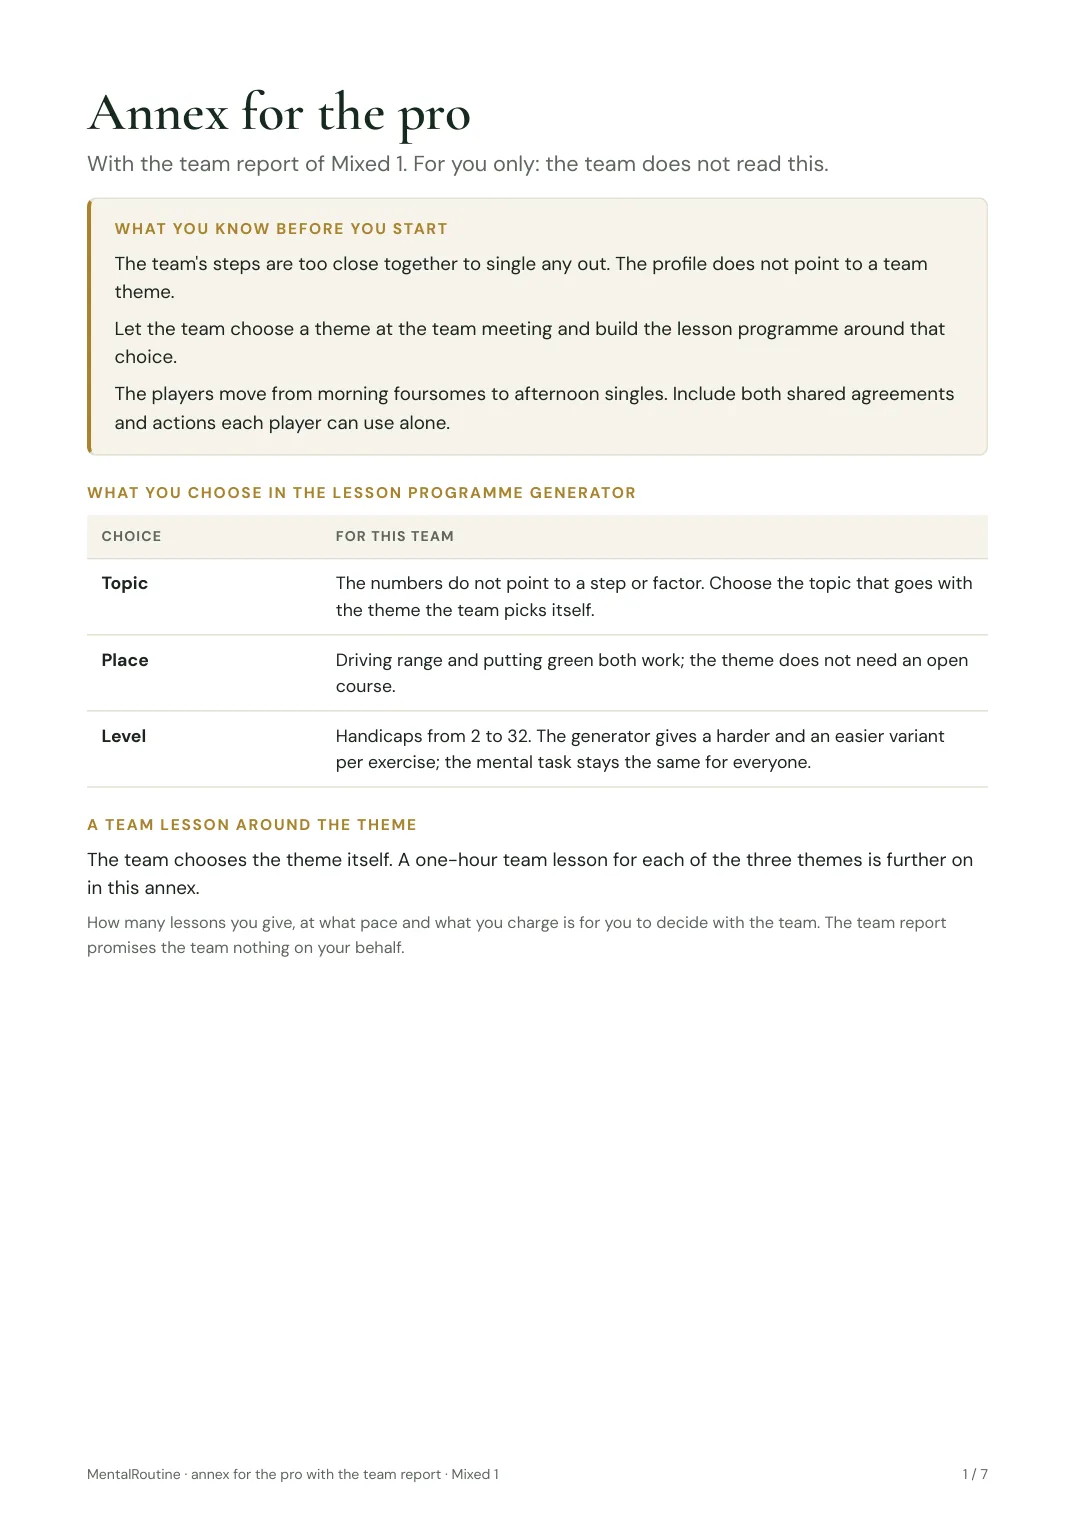 Annex for the pro
With the team report of Mixed 1. For you only: the team does not read this.
WHAT YOU KNOW BEFORE YOU START
The team's steps are too close together to single any out. The profile does not point to a team
theme.
Let the team choose a theme at the team meeting and build the lesson programme around that
choice.
The players move from morning foursomes to afternoon singles. Include both shared agreements
and actions each player can use alone.
WHAT YOU CHOOSE IN THE LESSON PROGRAMME GENERATOR
CHOICE FOR THIS TEAM
Topic The numbers do not point to a step or factor. Choose the topic that goes with
the theme the team picks itself.
Place Driving range and putting green both work; the theme does not need an open
course.
Level Handicaps from 2 to 32. The generator gives a harder and an easier variant
per exercise; the mental task stays the same for everyone.
A TEAM LESSON AROUND THE THEME
The team chooses the theme itself. A one-hour team lesson for each of the three themes is further on
in this annex.
How many lessons you give, at what pace and what you charge is for you to decide with the team. The team report
promises the team nothing on your behalf.
MentalRoutine · annex for the pro with the team report · Mixed 1 1 / 7